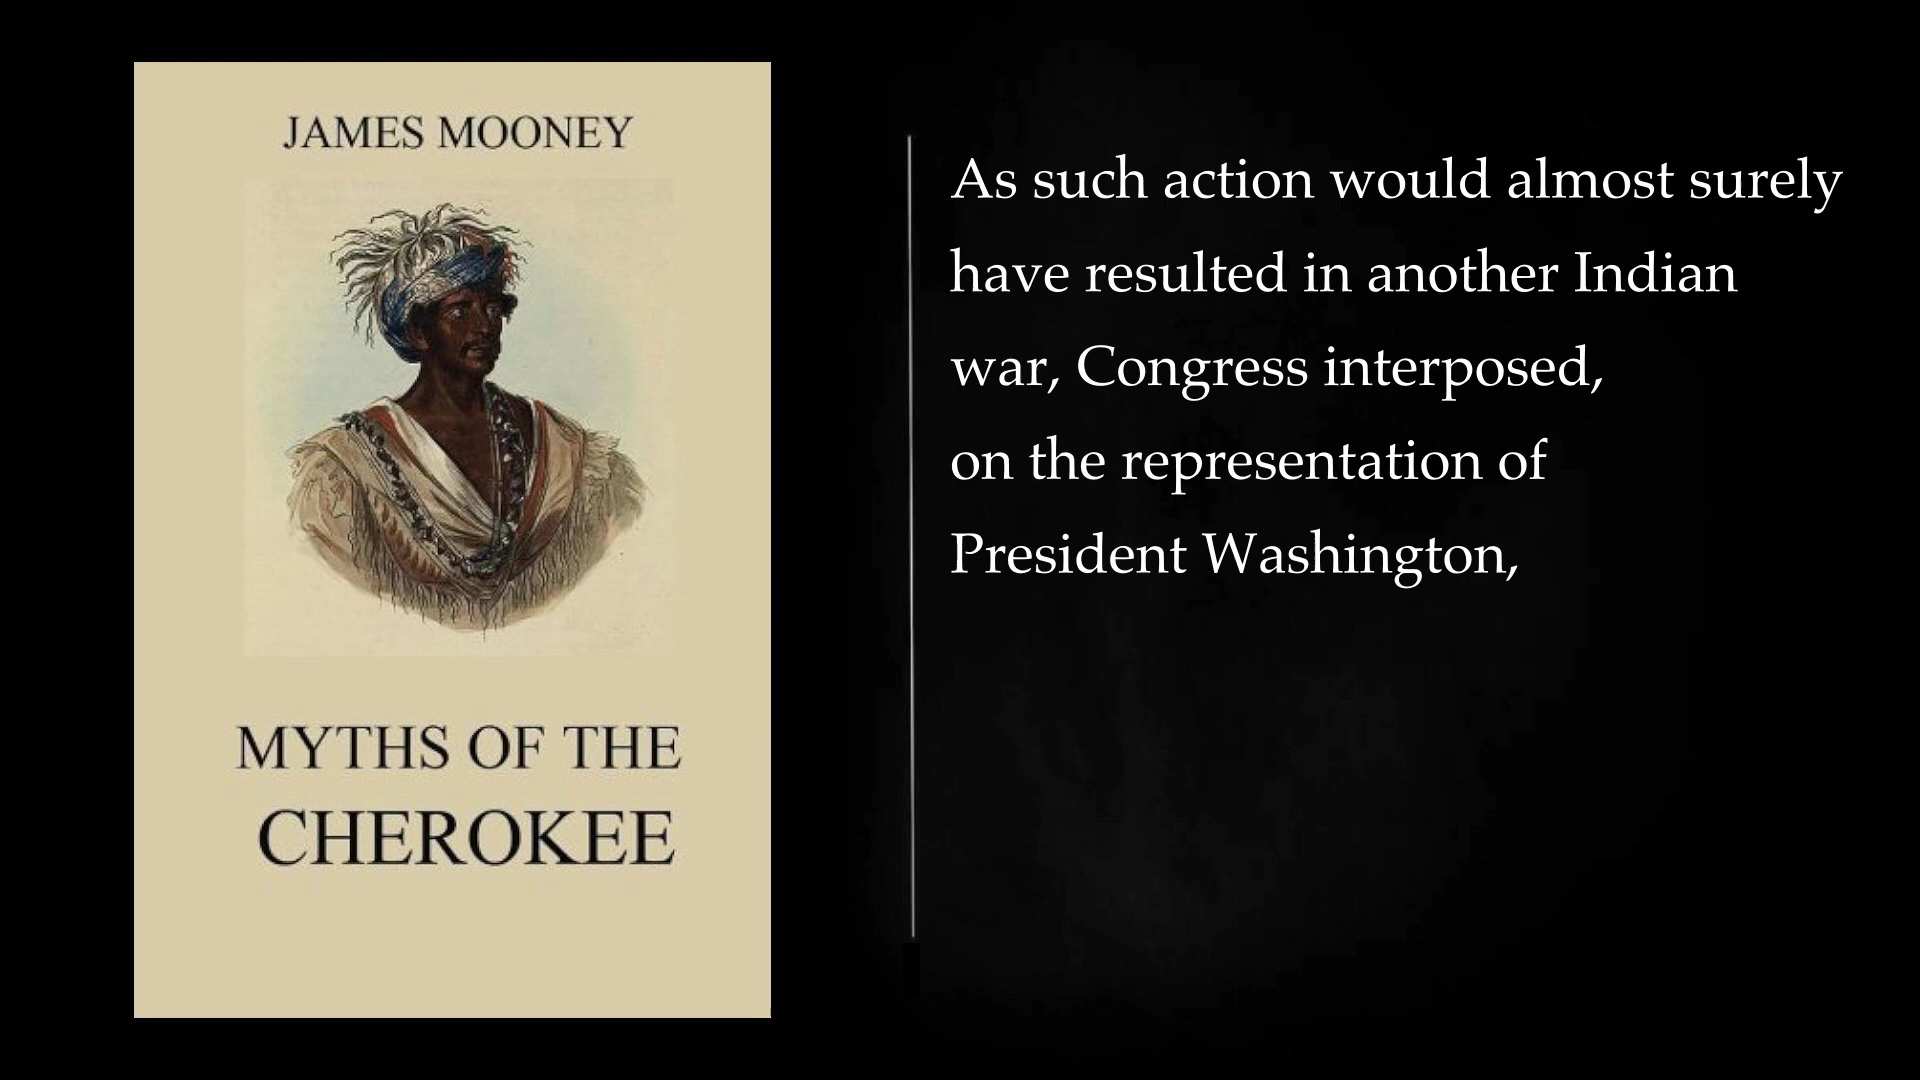 JAMES MOONEY
MYTHS OF THE
CHEROKEE
As such action would almost surely
have resulted in another Indian
war, Congress interposed,
on the representation of
President Washington,